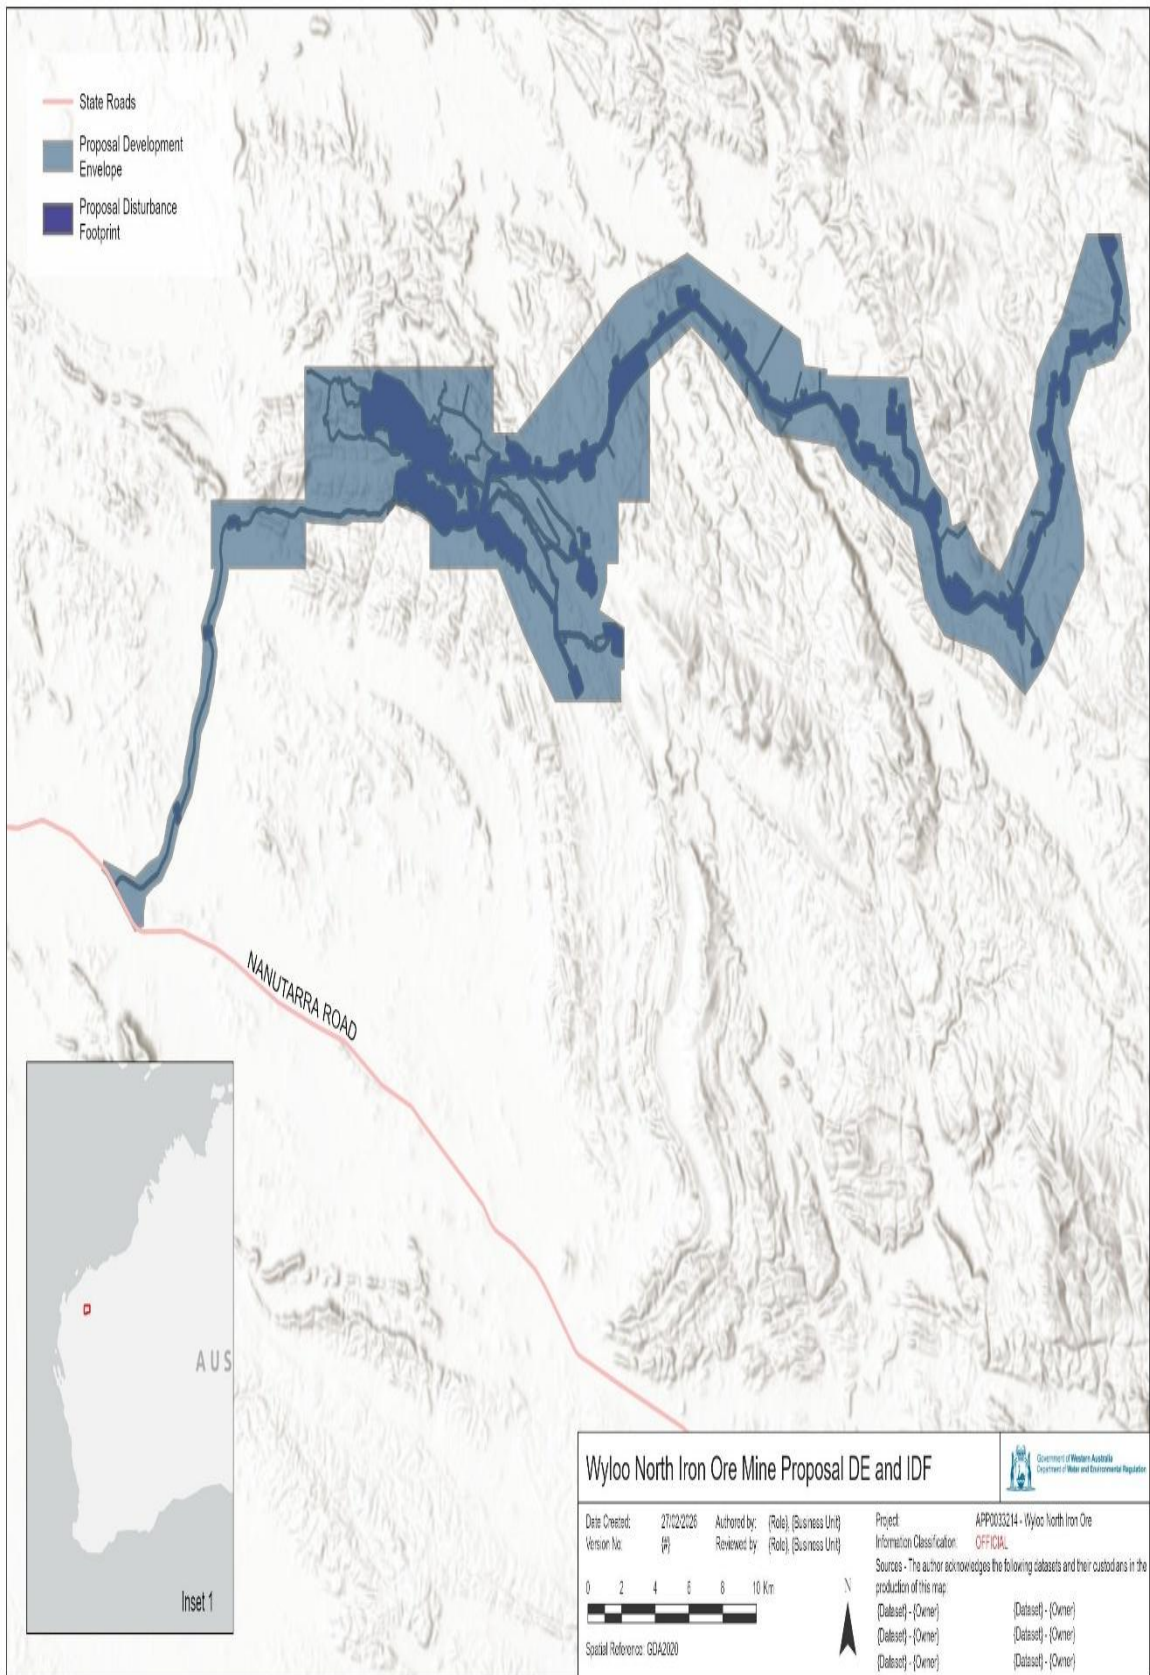 State Roads
Proposal Development
Envelope
Proposal Disturbance
Footprint
NANUTARRA ROAD
AUS
Inset 1
Wyloo North Iron Ore Mine Proposal DE and IDF
Government of Western Australia
Department of Water and Environmental Regulation
Date Created: 27/02/2026 Authored by: {Role}, {Business Unit}
Version No: {#} Reviewed by: {Role}, {Business Unit}
Project: APP0033214 - Wyloo North Iron Ore
Information Classification: OFFICIAL
Sources - The author acknowledges the following datasets and their custodians in the
production of this map:
{Dataset} - {Owner} {Dataset} - {Owner}
{Dataset} - {Owner} {Dataset} - {Owner}
{Dataset} - {Owner} {Dataset} - {Owner}
0 2 4 6 8 10 Km
N
Spatial Reference: GDA2020